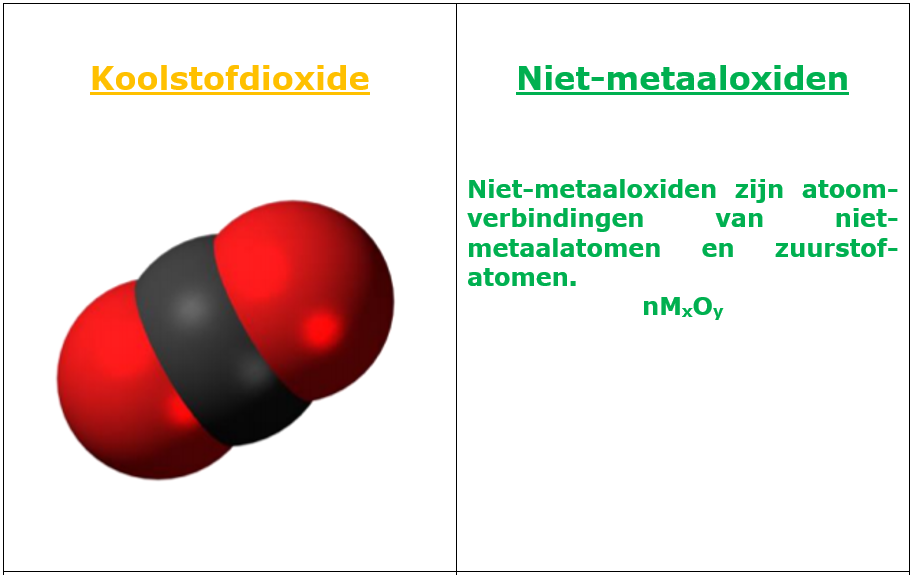 Koolstofdioxide
Niet-metaaloxiden
Niet-metaaloxiden zijn atoom-
verbindingen van niet-
metaalatomen en zuurstof-
atomen.
nMₓOᵧ